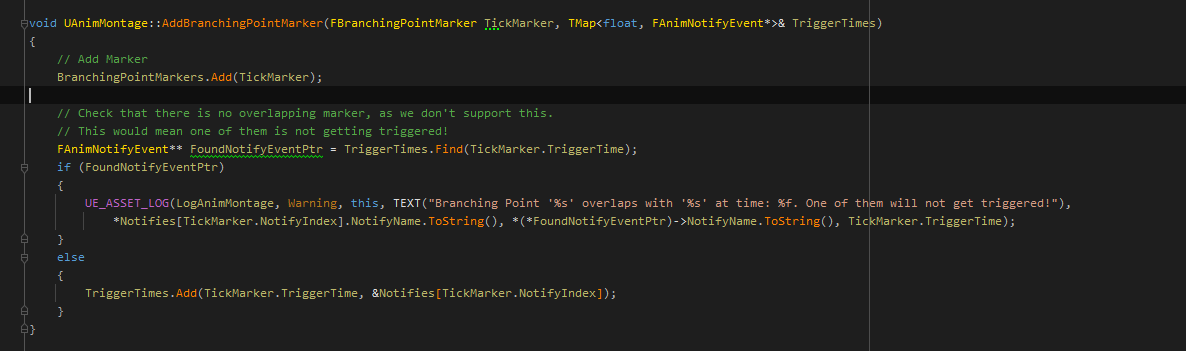 void UAnimMontage::AddBranchingPointMarker(FBranchingPointMarker TickMarker, TMap<float, FAnimNotifyEvent*>& TriggerTimes)
{
// Add Marker
BranchingPointMarkers.Add(TickMarker);
// Check that there is no overlapping marker, as we don't support this.
// This would mean one of them is not getting triggered!
FAnimNotifyEvent** FoundNotifyEventPtr = TriggerTimes.Find(TickMarker.TriggerTime);
if (FoundNotifyEventPtr)
{
UE_ASSET_LOG(LogAnimMontage, Warning, this, TEXT("Branching Point '%s' overlaps with '%s' at time: %f. One of them will not get triggered!"),
*Notifies[TickMarker.NotifyIndex].NotifyName.ToString(), *(*FoundNotifyEventPtr)->NotifyName.ToString(), TickMarker.TriggerTime);
}
else
{
TriggerTimes.Add(TickMarker.TriggerTime, &Notifies[TickMarker.NotifyIndex]);
}
}